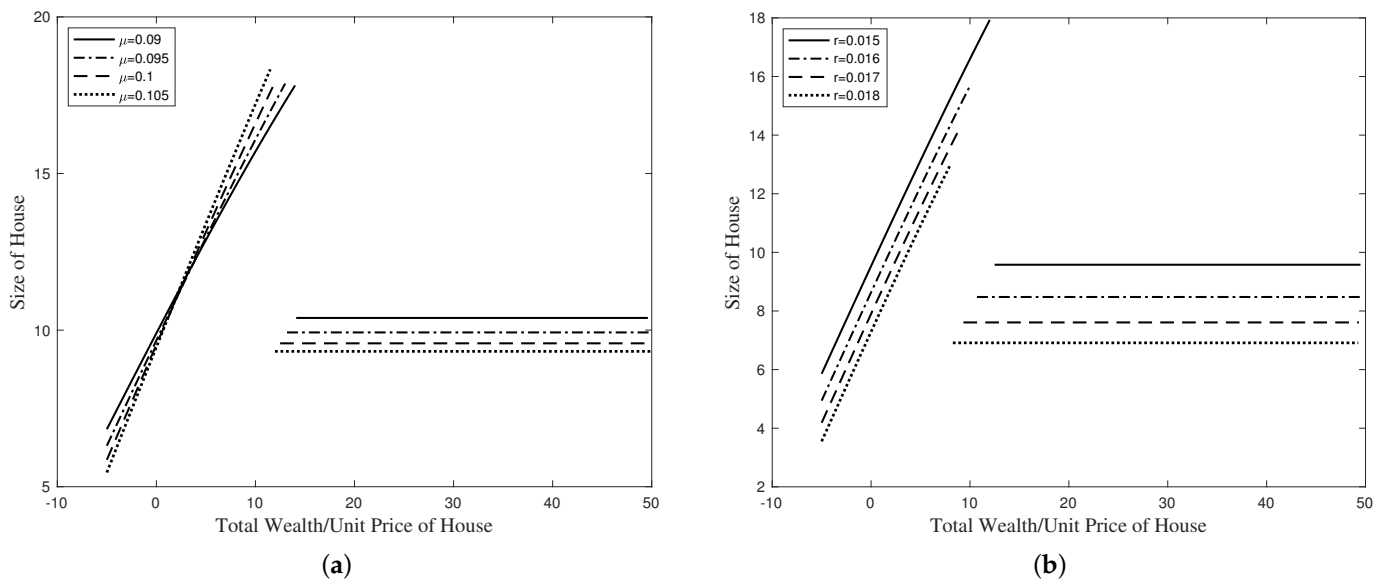 20
15
10
5
-10
0
10
20
30
40
50
Size of House
Total Wealth/Unit Price of House
μ=0.09
μ=0.095
μ=0.1
μ=0.105
(a)
18
16
14
12
10
8
6
4
2
-10
0
10
20
30
40
50
Size of House
Total Wealth/Unit Price of House
r=0.015
r=0.016
r=0.017
r=0.018
(b)